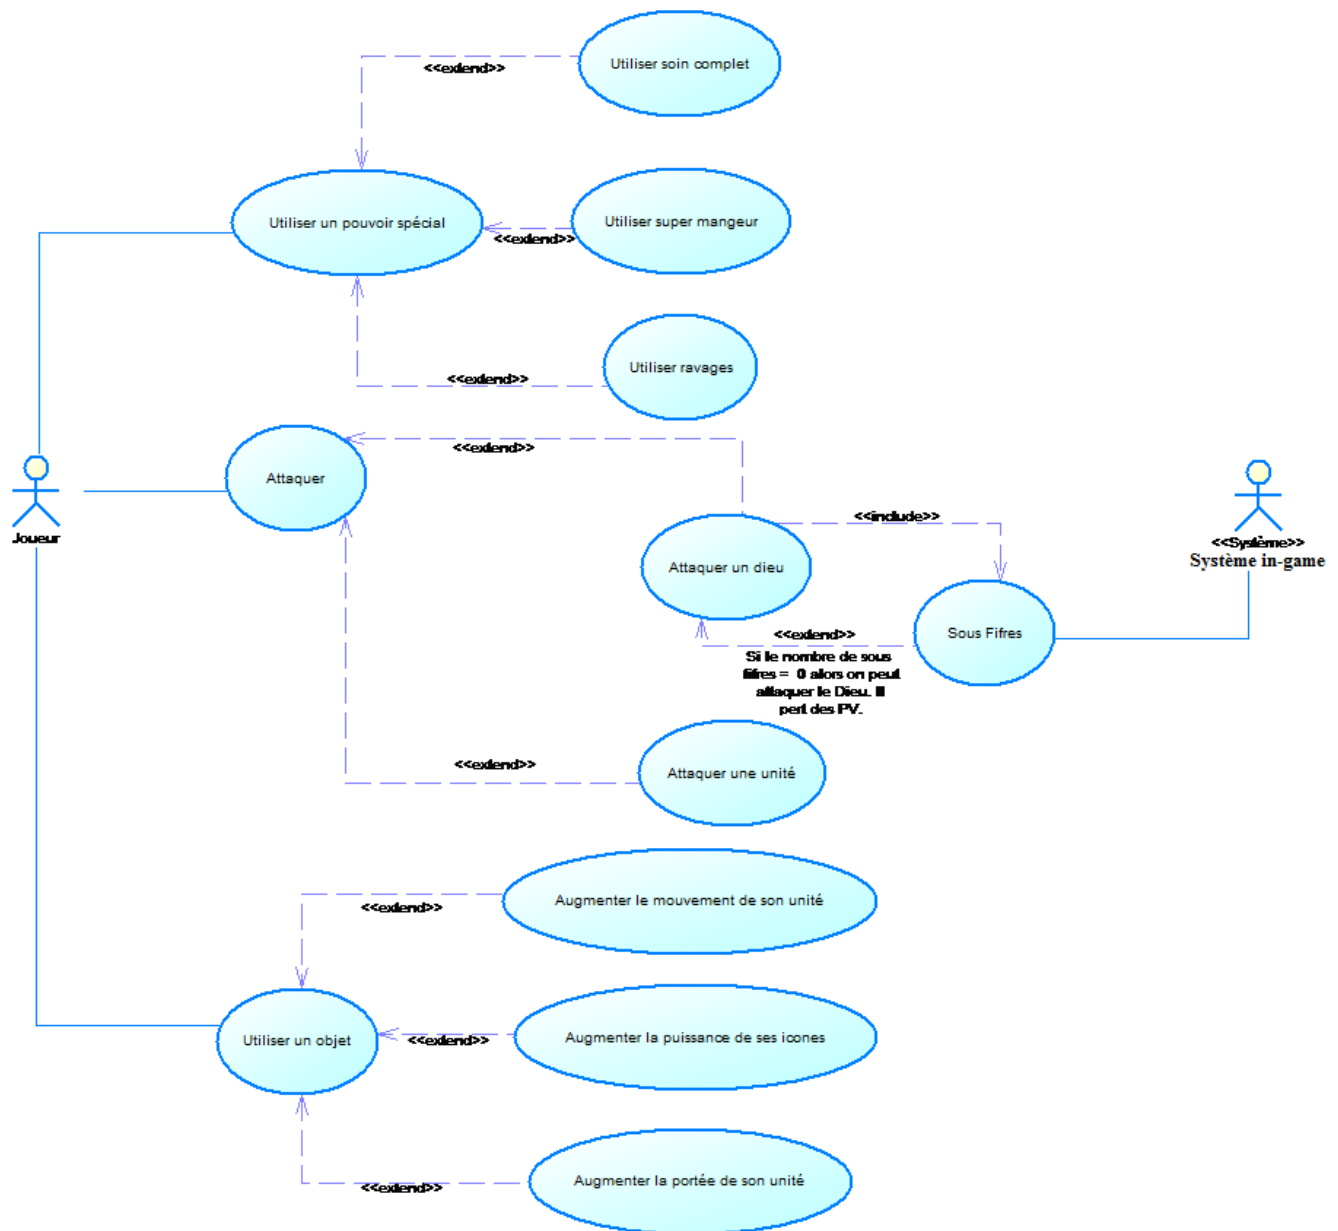 Utiliser soin complet
<<extend>>
Utiliser un pouvoir spécial
Utiliser super mangeur
<<extend>>
Utiliser ravages
<<extend>>
Attaquer
<<extend>>
Joueur
<<include>>
Attaquer un dieu
<<Système>>
Système in-game
Sous Fifres
<<extend>>
Si le nombre de sous
fifres = 0 alors on peut
attaquer le Dieu. Il
pert des PV.
<<extend>>
Attaquer une unité
Augmenter le mouvement de son unité
<<extend>>
Utiliser un objet
<<extend>>
Augmenter la puissance de ses icones
Augmenter la portée de son unité
<<extend>>